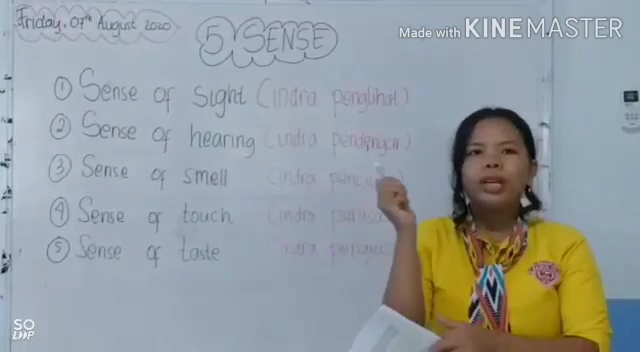 Friday, 07th August 2020
Made with KINEMASTER
5 SENSE
① Sense of sight (indra penglihat)
② Sense of hearing (indra pendengar)
③ Sense of smell (indra
④ Sense of touch (indra
⑤ Sense of taste
SO LOOP